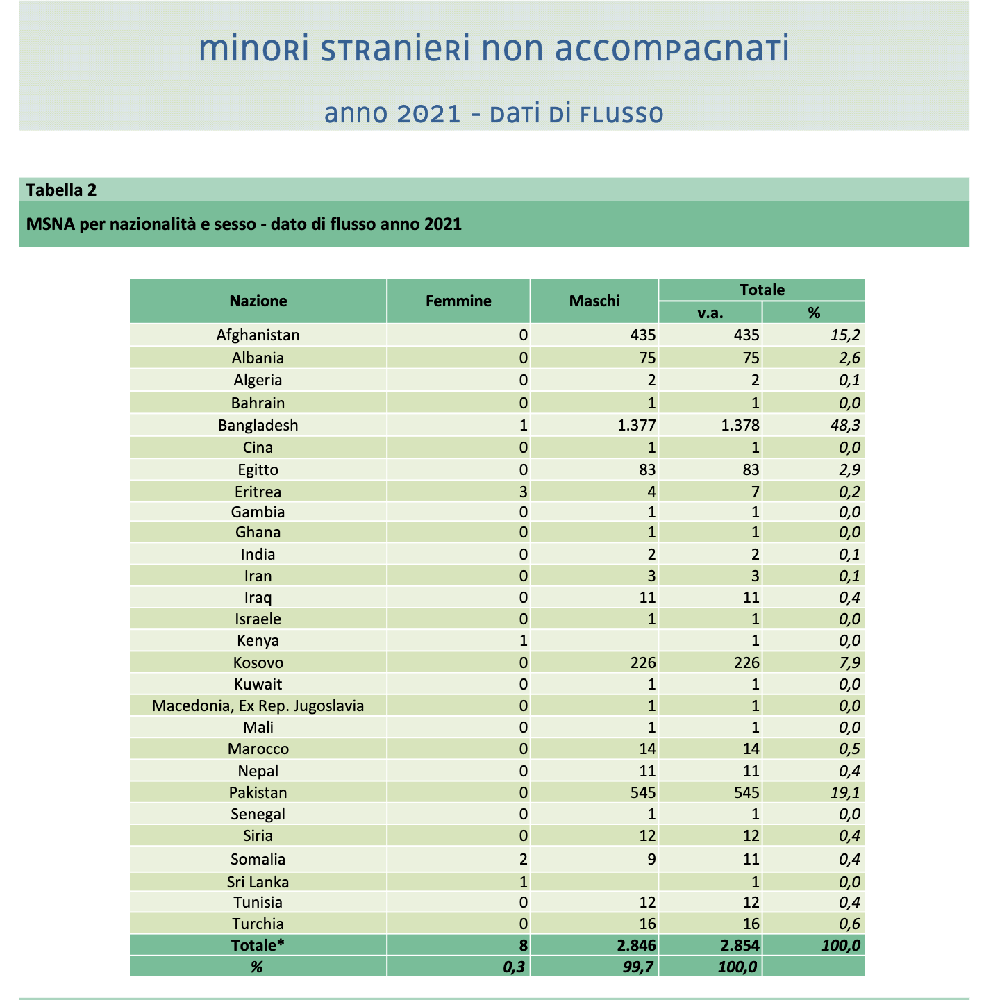 minori stranieri non accompagnati
anno 2021 - dati di flusso
Tabella 2
MSNA per nazionalità e sesso - dato di flusso anno 2021
Nazione Femmine Maschi Totale
v.a. %
Afghanistan 0 435 435 15,2
Albania 0 75 75 2,6
Algeria 0 2 2 0,1
Bahrain 0 1 1 0,0
Bangladesh 1 1.377 1.378 48,3
Cina 0 1 1 0,0
Egitto 0 83 83 2,9
Eritrea 3 4 7 0,2
Gambia 0 1 1 0,0
Ghana 0 1 1 0,0
India 0 2 2 0,1
Iran 0 3 3 0,1
Iraq 0 11 11 0,4
Israele 0 1 1 0,0
Kenya 1 1 0,0
Kosovo 0 226 226 7,9
Kuwait 0 1 1 0,0
Macedonia, Ex Rep. Jugoslavia 0 1 1 0,0
Mali 0 1 1 0,0
Marocco 0 14 14 0,5
Nepal 0 11 11 0,4
Pakistan 0 545 545 19,1
Senegal 0 1 1 0,0
Siria 0 12 12 0,4
Somalia 2 9 11 0,4
Sri Lanka 1 1 0,0
Tunisia 0 12 12 0,4
Turchia 0 16 16 0,6
Totale* 8 2.846 2.854 100,0
% 0,3 99,7 100,0